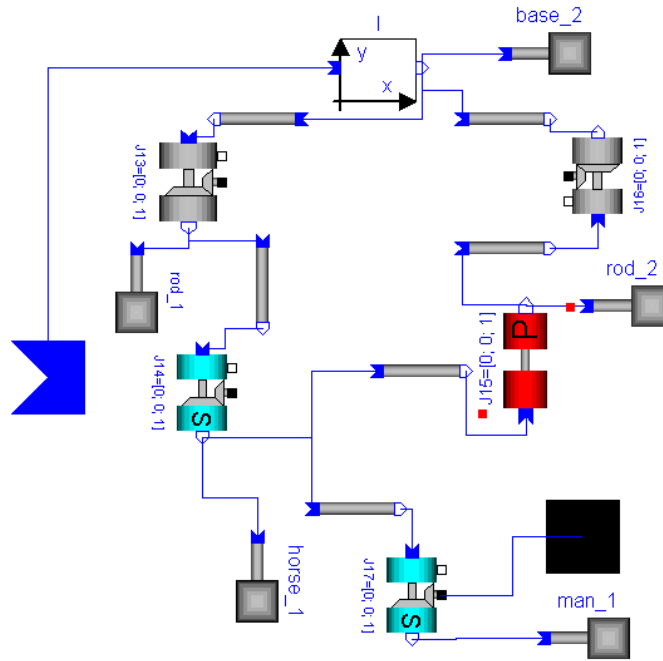 base_2
I
y
x
J13=[0; 0; 1]
J16=[0; 0; 1]
rod_1
rod_2
P
J15=[0; 0; 1]
J14=[0; 0; 1]
S
horse_1
J17=[0; 0; 1]
S
man_1